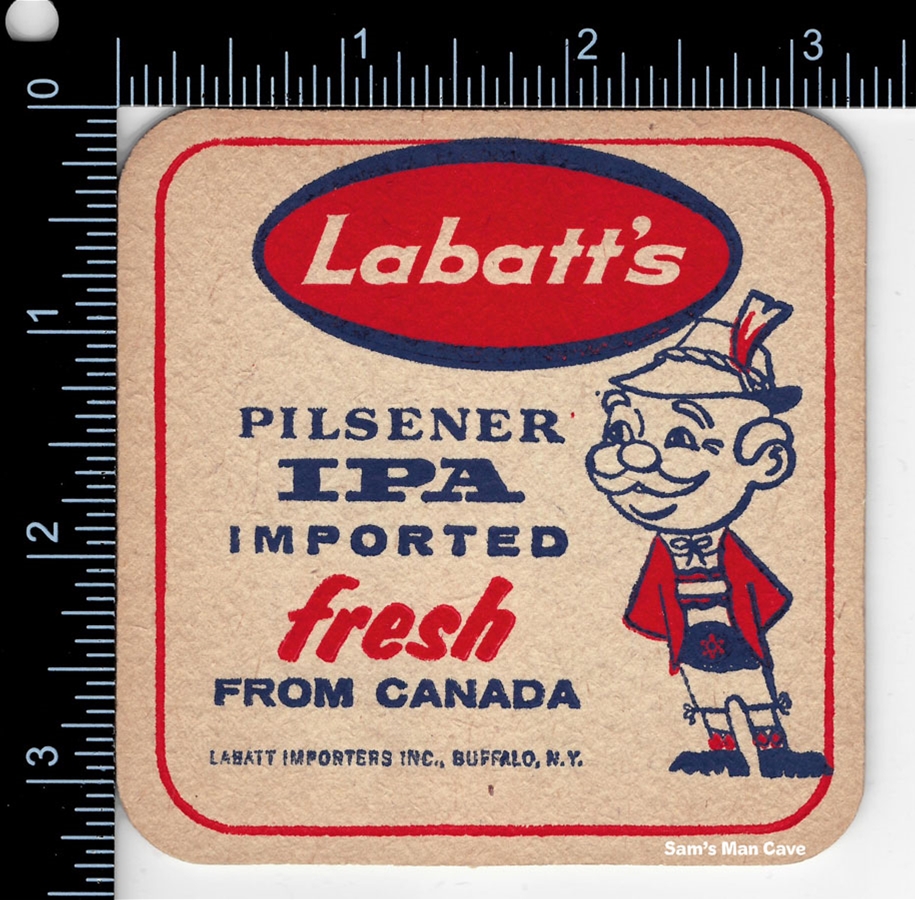 1 2 3
0
1
2
3
Labatt's
PILSENER
IPA
IMPORTED
fresh
FROM CANADA
LABATT IMPORTERS INC., BUFFALO, N.Y.
Sam's Man Cave